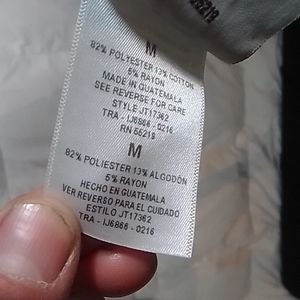 M
82% POLYESTER 13% COTTON
5% RAYON
MADE IN GUATEMALA
SEE REVERSE FOR CARE
STYLE JT17362
TRA - IJ6866 - 0216
RN 55219
M
82% POLIESTER 13% ALGODÓN
5% RAYON
HECHO EN GUATEMALA
VER REVERSO PARA EL CUIDADO
ESTILO JT17362
TRA - IJ6866 - 0216